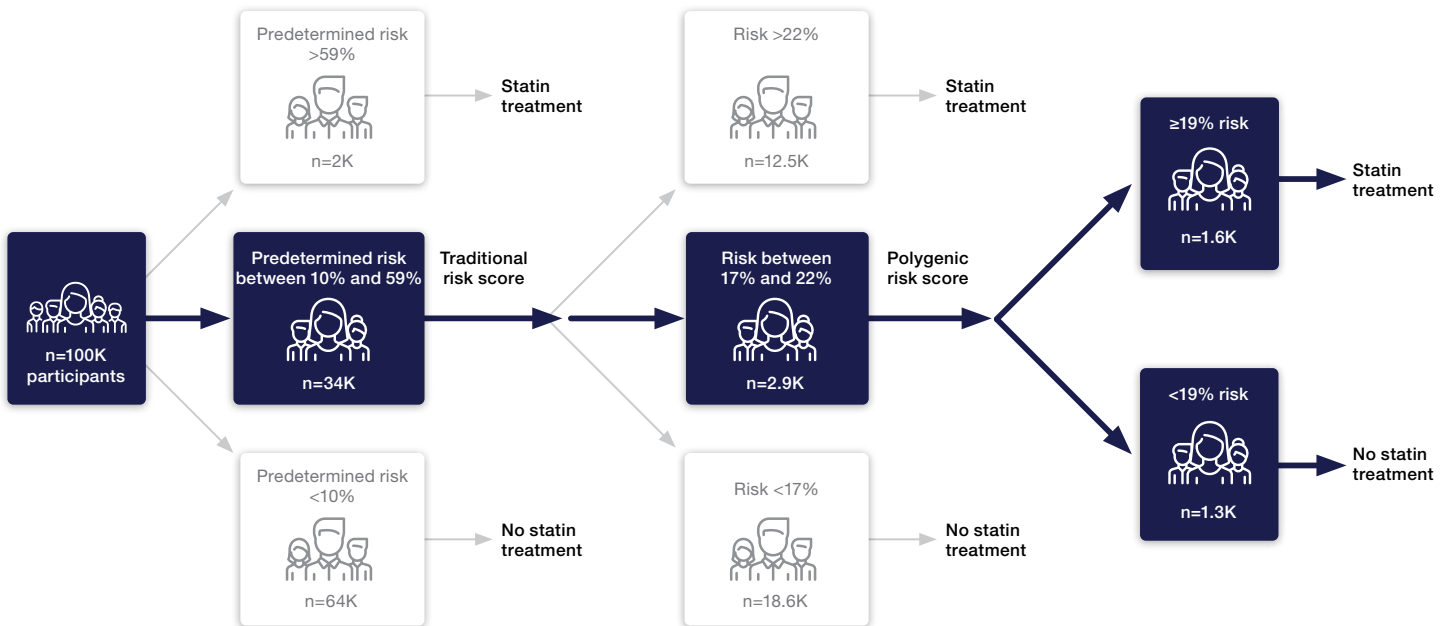 Predetermined risk
>59%
n=2K
Statin
treatment
Risk >22%
n=12.5K
Statin
treatment
≥19% risk
n=1.6K
Statin
treatment
n=100K
participants
Predetermined risk
between 10% and 59%
n=34K
Traditional
risk score
Risk between
17% and 22%
n=2.9K
Polygenic
risk score
<19% risk
n=1.3K
No statin
treatment
Predetermined risk
<10%
n=64K
No statin
treatment
Risk <17%
n=18.6K
No statin
treatment